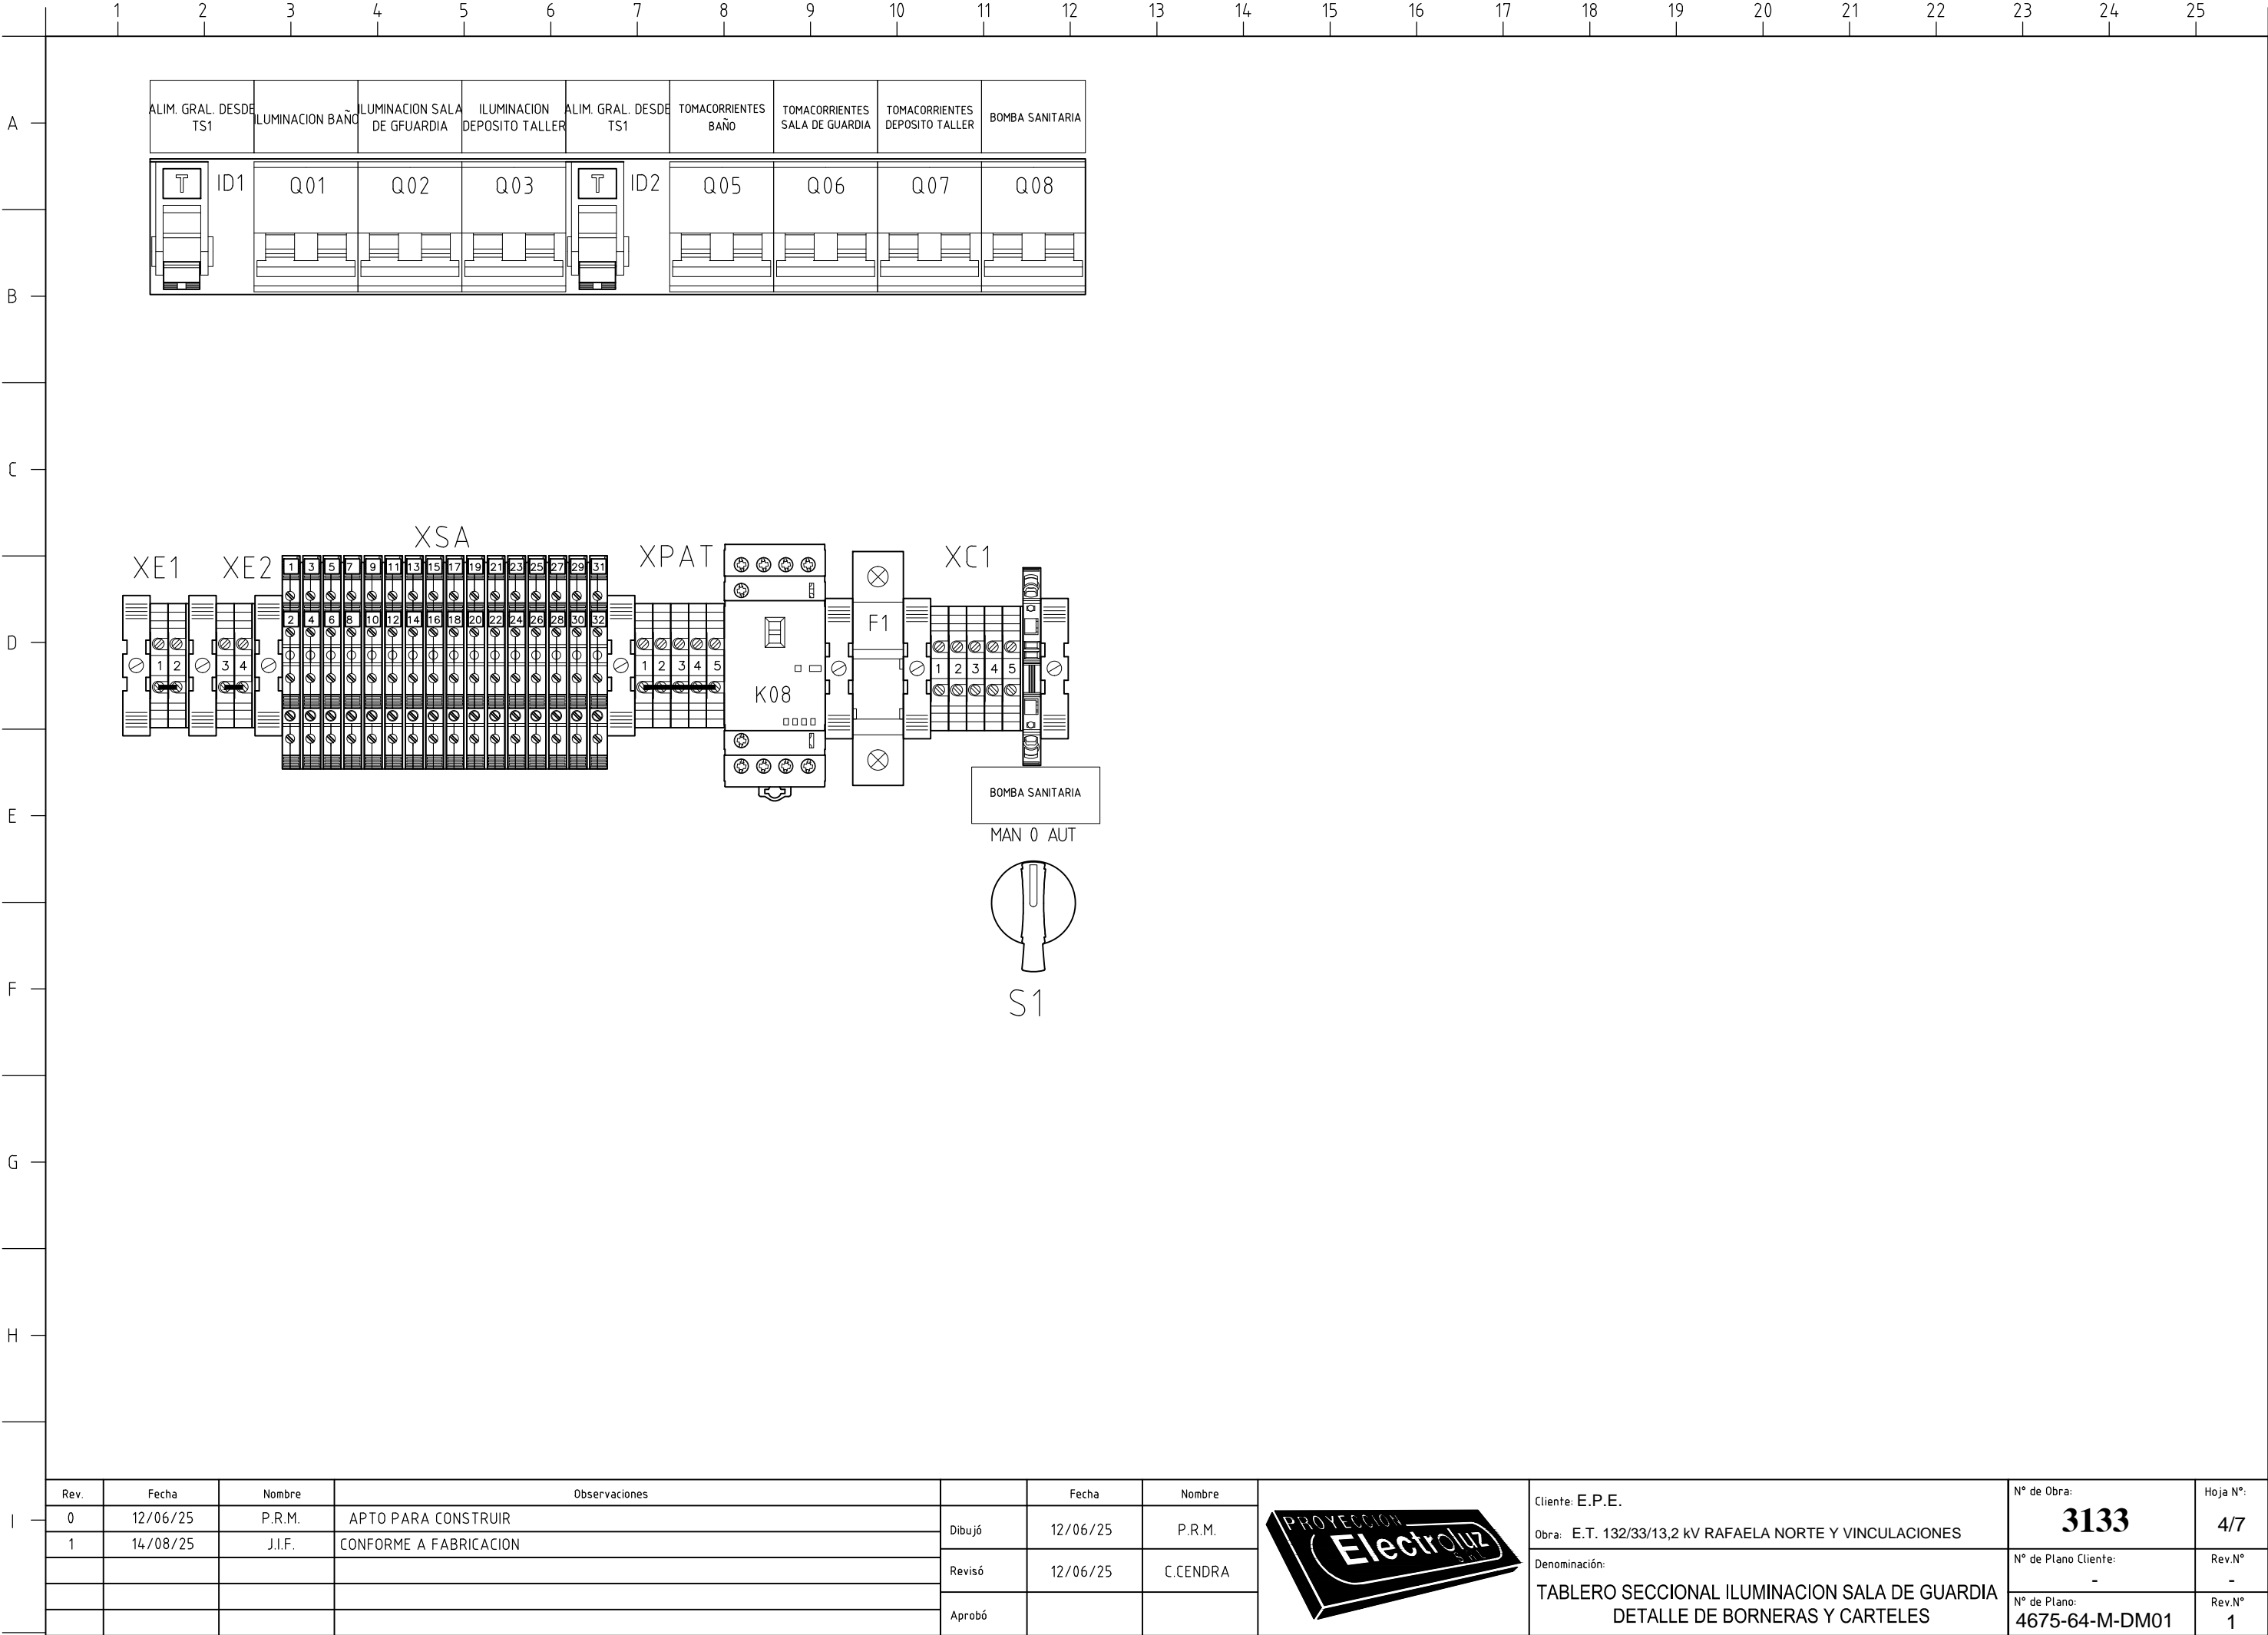 1 2 3 4 5 6 7 8 9 10 11 12 13 14 15 16 17 18 19 20 21 22 23 24 25
A
B
C
D
E
F
G
H
I
ALIM. GRAL. DESDE
TS1
ILUMINACION BAÑO
ILUMINACION SALA
DE GFUARDIA
ILUMINACION
DEPOSITO TALLER
ALIM. GRAL. DESDE
TS1
TOMACORRIENTES
BAÑO
TOMACORRIENTES
SALA DE GUARDIA
TOMACORRIENTES
DEPOSITO TALLER
BOMBA SANITARIA
T ID1 Q01 Q02 Q03 T ID2 Q05 Q06 Q07 Q08
XE1 XE2 XSA XPAT XC1
1 3 5 7 9 11 13 15 17 19 21 23 25 27 29 31
2 4 6 8 10 12 14 16 18 20 22 24 26 28 30 32
F1
1 2 3 4 1 2 3 4 5 1 2 3 4 5
K08
BOMBA SANITARIA
MAN 0 AUT
S1
Rev. Fecha Nombre Observaciones
0 12/06/25 P.R.M. APTO PARA CONSTRUIR
1 14/08/25 J.I.F. CONFORME A FABRICACION
Fecha Nombre
Dibujó 12/06/25 P.R.M.
Revisó 12/06/25 C.CENDRA
Aprobó
PROYECCION
Electroluz
S.R.L.
Cliente: E.P.E.
Obra: E.T. 132/33/13,2 kV RAFAELA NORTE Y VINCULACIONES
Denominación:
TABLERO SECCIONAL ILUMINACION SALA DE GUARDIA
DETALLE DE BORNERAS Y CARTELES
N° de Obra:
3133
Hoja N°:
4/7
N° de Plano Cliente:
-
Rev.N°
-
N° de Plano:
4675-64-M-DM01
Rev.N°
1